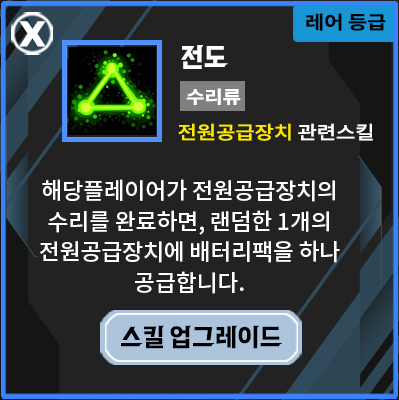 X
레어 등급
전도
수리류
전원공급장치 관련스킬
해당플레이어가 전원공급장치의
수리를 완료하면, 랜덤한 1개의
전원공급장치에 배터리팩을 하나
공급합니다.
스킬 업그레이드